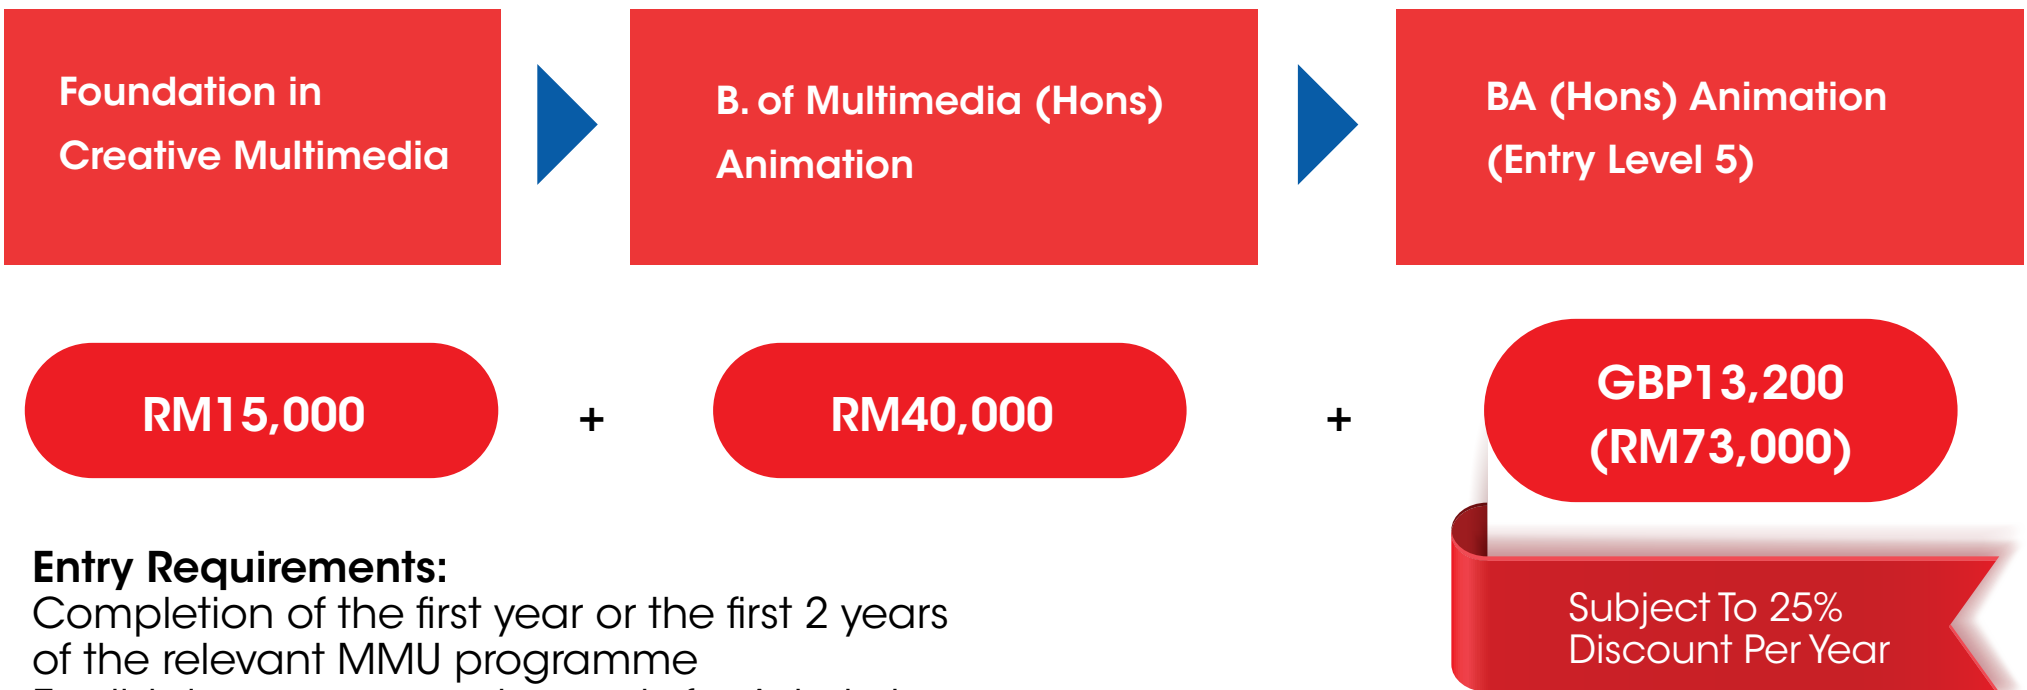 Foundation in
Creative Multimedia
B. of Multimedia (Hons)
Animation
BA (Hons) Animation
(Entry Level 5)
RM15,000
+
RM40,000
+
GBP13,200
(RM73,000)
Subject To 25%
Discount Per Year
Entry Requirements:
Completion of the first year or the first 2 years
of the relevant MMU programme